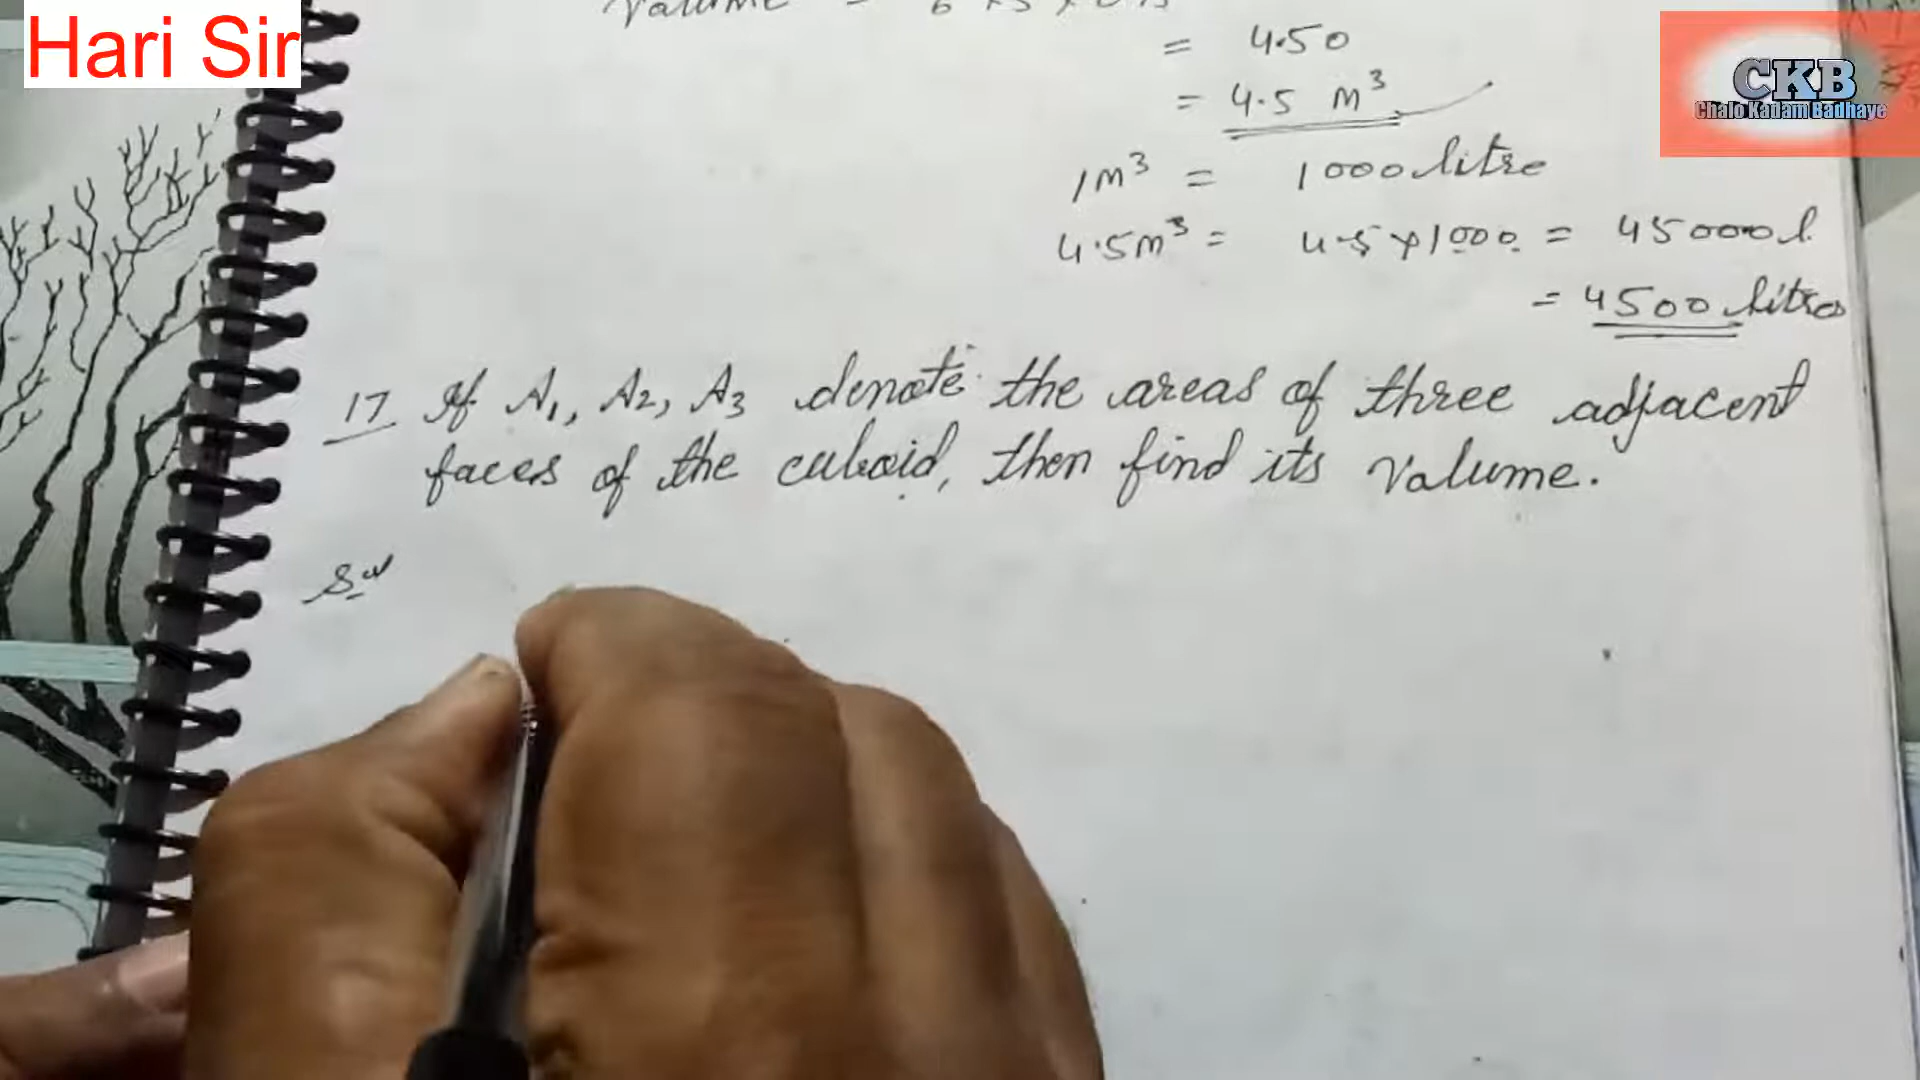 Hari Sir
CKB
Chalo Kadam Badhaye
Volume =
= 4.50
= 4.5 m³
1m³ = 1000 litre
4.5m³ = 4.5 × 1000 = 4500.0 l
= 4500 litres
17 If A₁, A₂, A₃ denote the areas of three adjacent
faces of the cuboid, then find its volume.
Sol